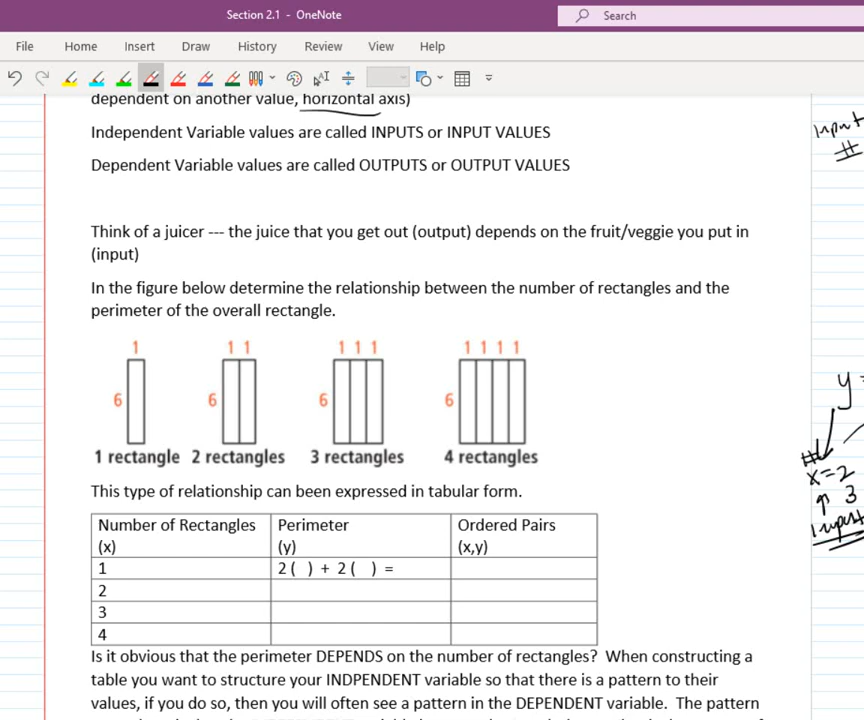 Section 2.1 - OneNote
Search
File Home Insert Draw History Review View Help
dependent on another value, horizontal axis)
Independent Variable values are called INPUTS or INPUT VALUES
Dependent Variable values are called OUTPUTS or OUTPUT VALUES
Input
#
Think of a juicer --- the juice that you get out (output) depends on the fruit/veggie you put in
(input)
In the figure below determine the relationship between the number of rectangles and the
perimeter of the overall rectangle.
1 1 1 1 1 1 1 1 1 1
6 6 6 6
1 rectangle 2 rectangles 3 rectangles 4 rectangles
y=
#
x=2
3
Input
This type of relationship can been expressed in tabular form.
Number of Rectangles Perimeter Ordered Pairs
(x) (y) (x,y)
1 2 ( ) + 2 ( ) =
2
3
4
Is it obvious that the perimeter DEPENDS on the number of rectangles? When constructing a
table you want to structure your INDPENDENT variable so that there is a pattern to their
values, if you do so, then you will often see a pattern in the DEPENDENT variable. The pattern